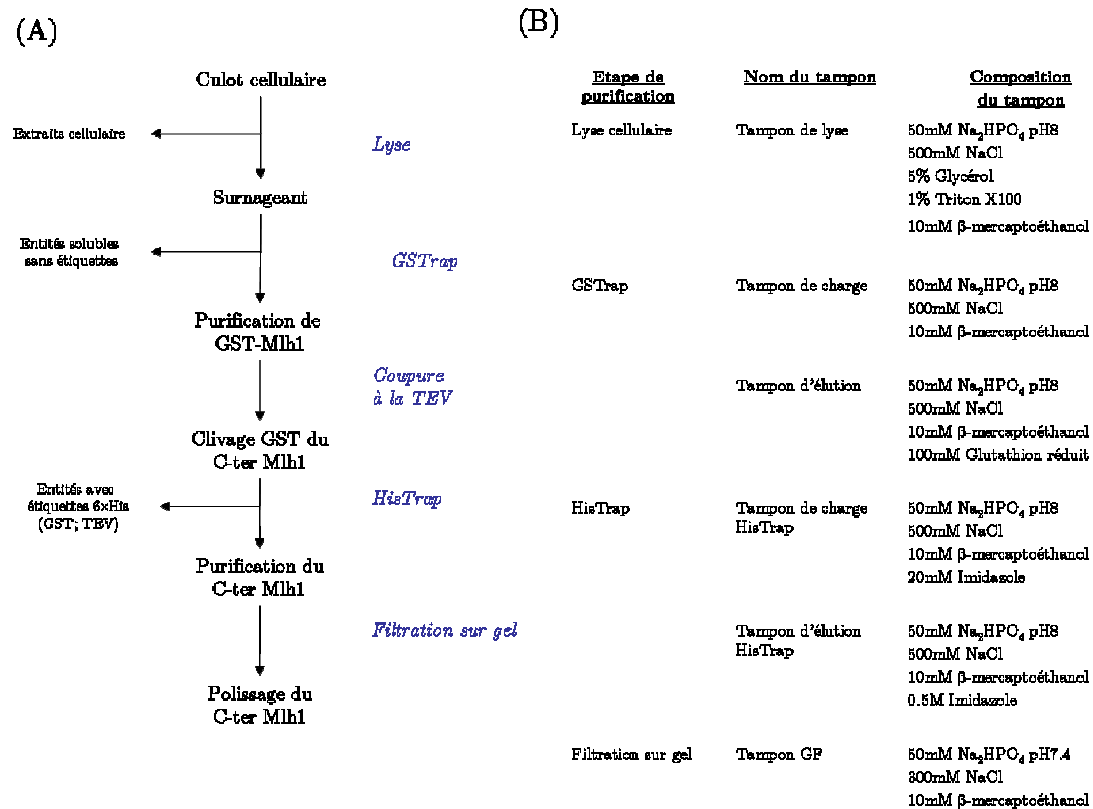 (A)
Culot cellulaire
Extraits cellulaire
Lyse
Surnageant
Entités solubles
sans étiquettes
GSTrap
Purification de
GST-Mlh1
Coupure
à la TEV
Clivage GST du
C-ter Mlh1
Entités avec
étiquettes 6xHis
(GST; TEV)
HisTrap
Purification du
C-ter Mlh1
Filtration sur gel
Polissage du
C-ter Mlh1
(B)
Etape de purification Nom du tampon Composition du tampon
Lyse cellulaire Tampon de lyse 50mM Na₂HPO₄ pH8
500mM NaCl
5% Glycérol
1% Triton X100
10mM β-mercaptoéthanol
GSTrap Tampon de charge 50mM Na₂HPO₄ pH8
500mM NaCl
10mM β-mercaptoéthanol
Tampon d'élution 50mM Na₂HPO₄ pH8
500mM NaCl
10mM β-mercaptoéthanol
100mM Glutathion réduit
HisTrap Tampon de charge 50mM Na₂HPO₄ pH8
HisTrap 500mM NaCl
10mM β-mercaptoéthanol
20mM Imidazole
Tampon d'élution 50mM Na₂HPO₄ pH8
HisTrap 500mM NaCl
10mM β-mercaptoéthanol
0.5M Imidazole
Filtration sur gel Tampon GF 50mM Na₂HPO₄ pH7.4
300mM NaCl
10mM β-mercaptoéthanol